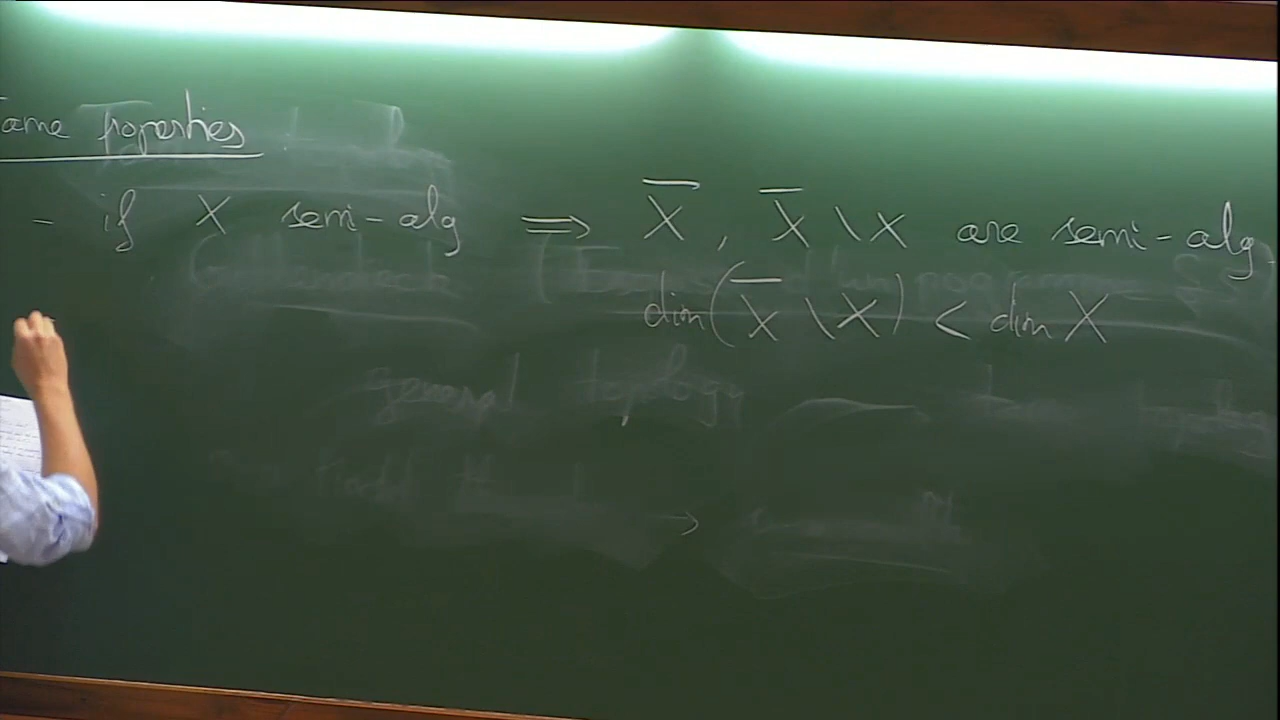 Tame properties
- if X semi-alg ⟹ X̅ , X̅ \ X are semi-alg.
dim(X̅ \ X) < dim X
general topology